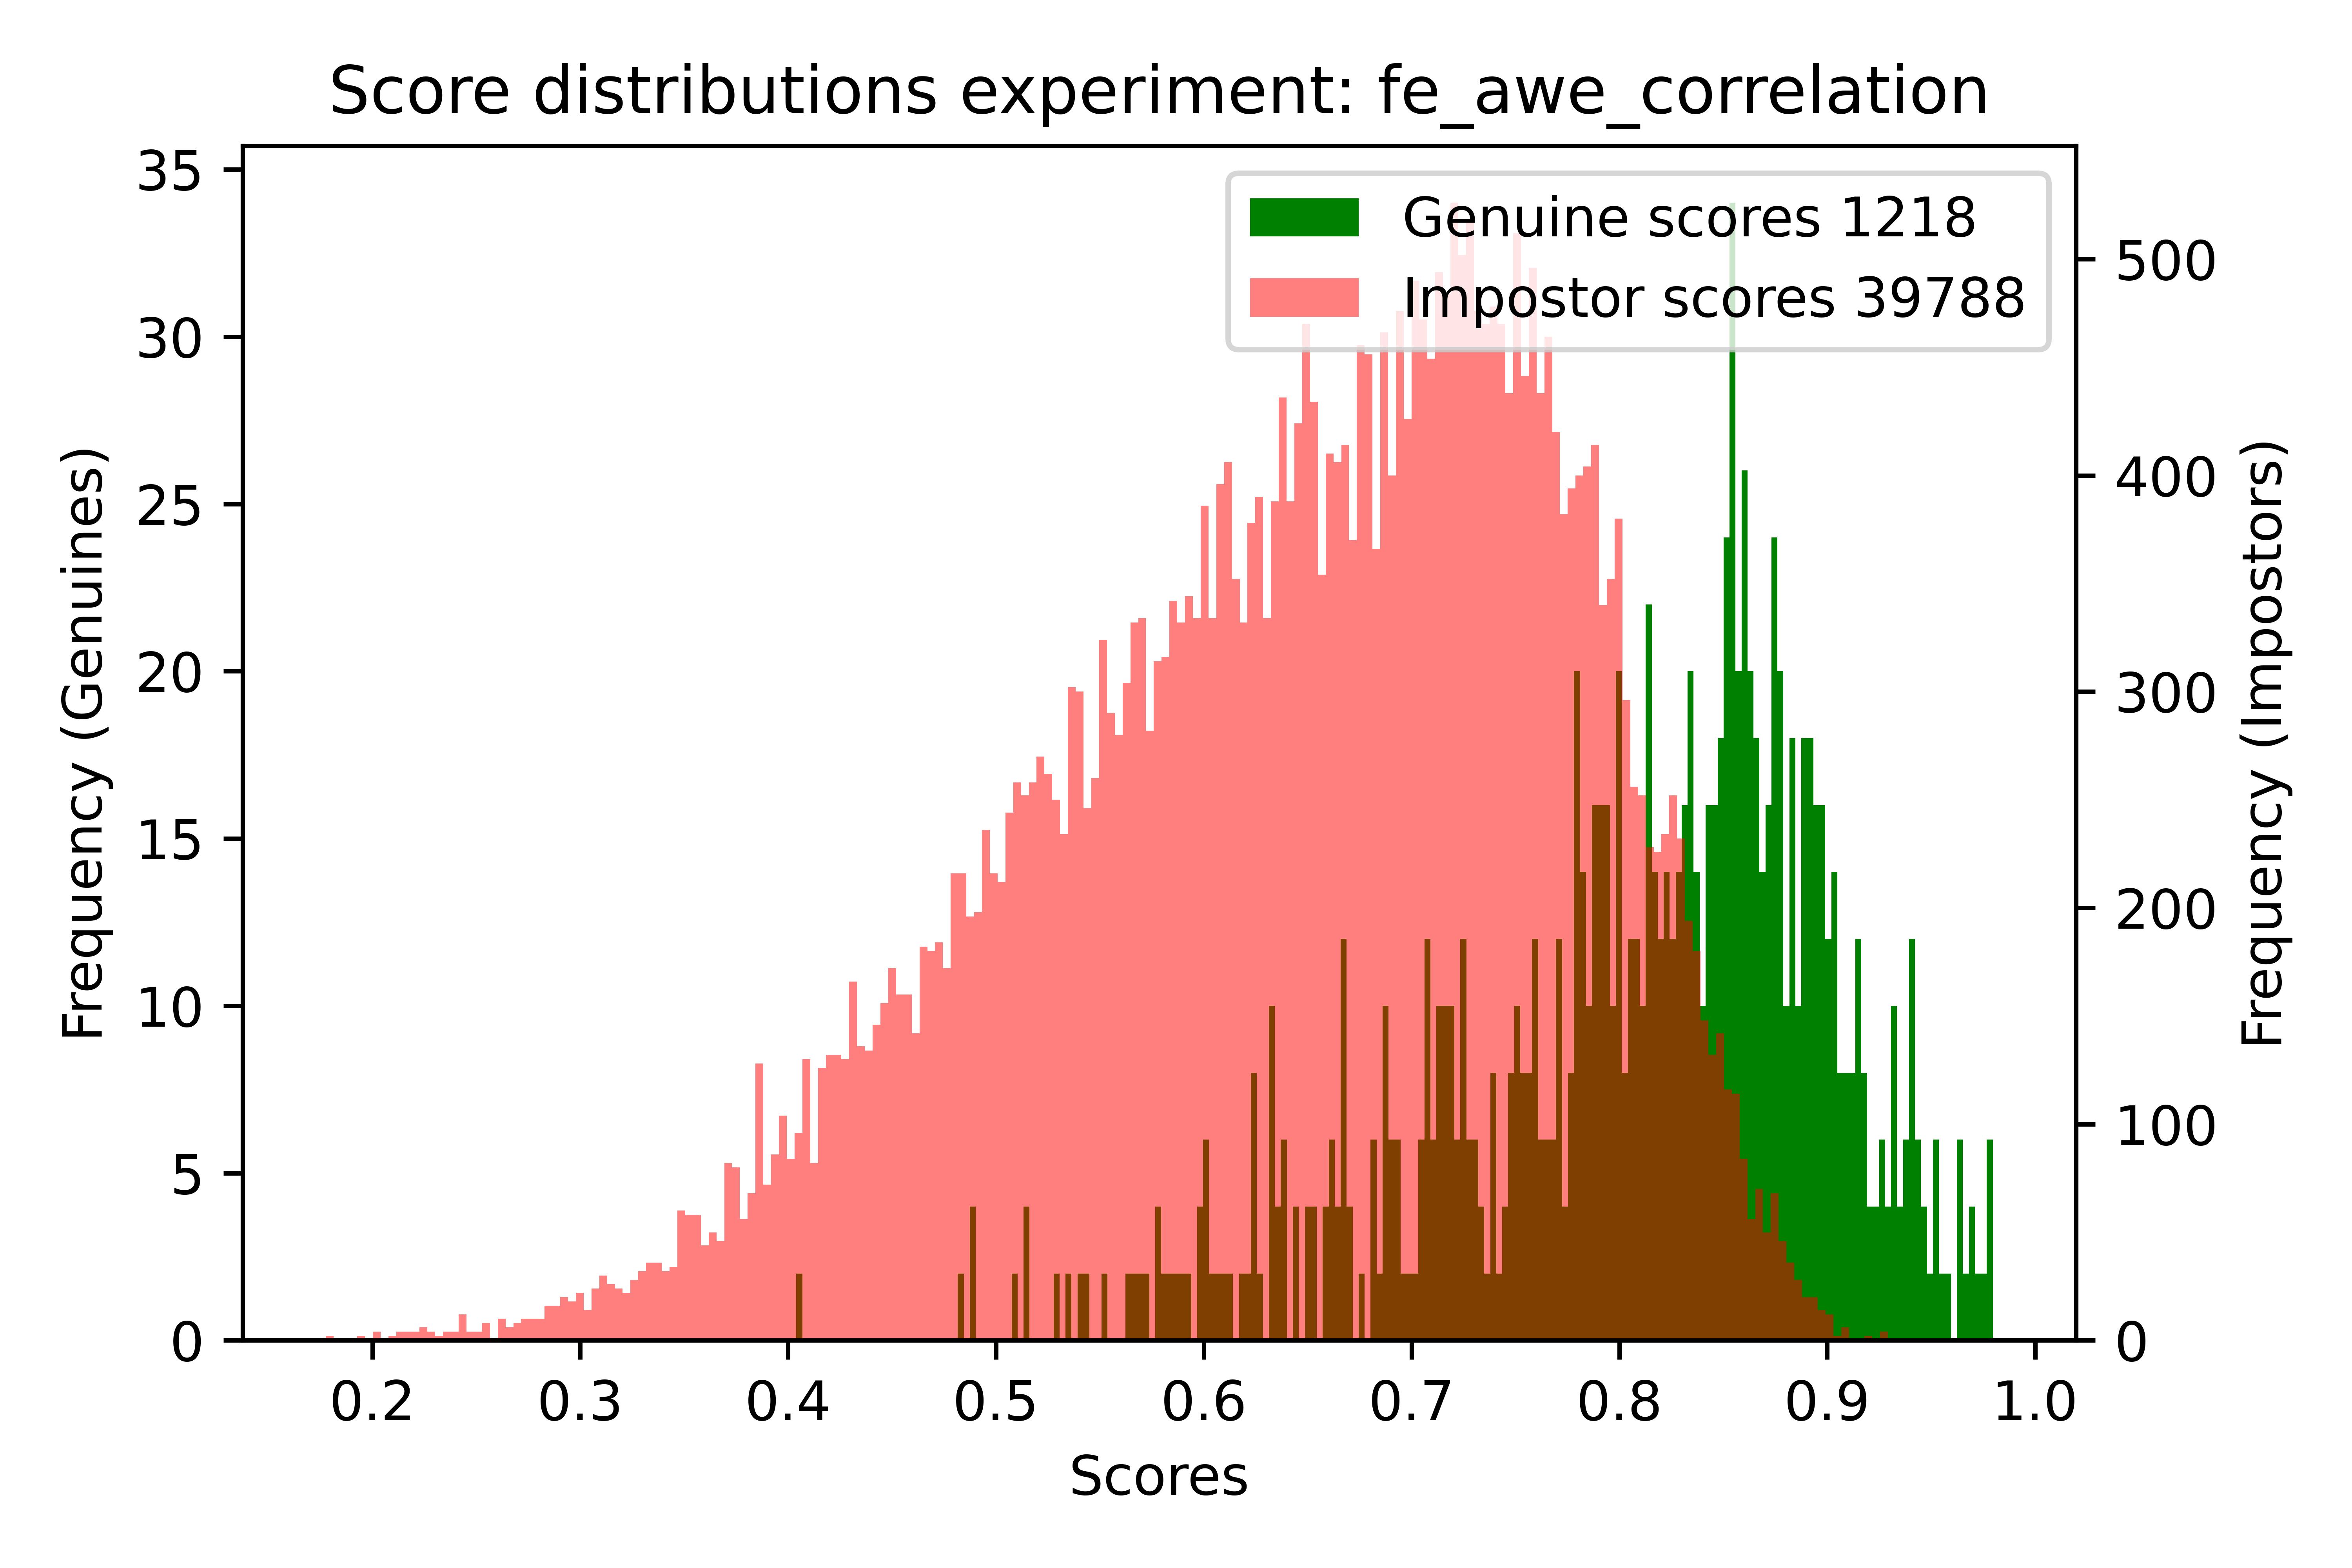 Score distributions experiment: fe_awe_correlation
Genuine scores 1218
Impostor scores 39788
Frequency (Genuines)
35
30
25
20
15
10
5
0
Frequency (Impostors)
500
400
300
200
100
0
0.2 0.3 0.4 0.5 0.6 0.7 0.8 0.9 1.0
Scores